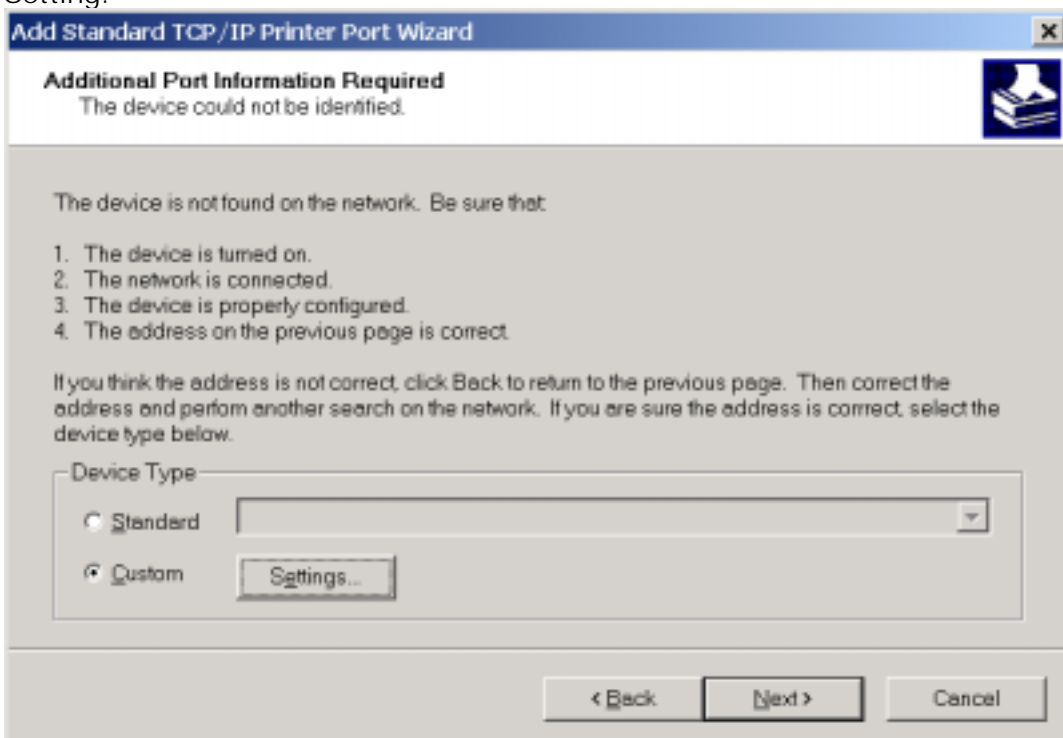 Setting.
Add Standard TCP/IP Printer Port Wizard
Additional Port Information Required
The device could not be identified.
The device is not found on the network. Be sure that:
1. The device is turned on.
2. The network is connected.
3. The device is properly configured.
4. The address on the previous page is correct.
If you think the address is not correct, click Back to return to the previous page. Then correct the
address and perform another search on the network. If you are sure the address is corrrect, select the
device type below.
Device Type
Standard
Custom
Settings...
< Back
Next >
Cancel